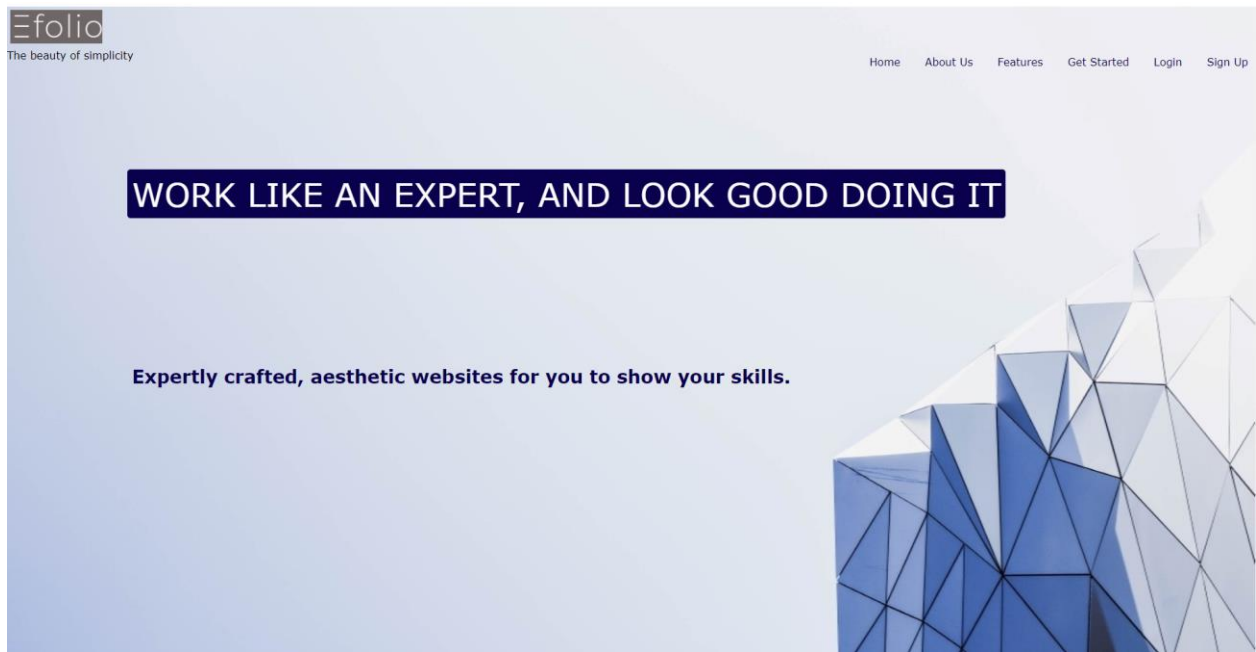 Efolio
The beauty of simplicity
Home About Us Features Get Started Login Sign Up
WORK LIKE AN EXPERT, AND LOOK GOOD DOING IT
Expertly crafted, aesthetic websites for you to show your skills.